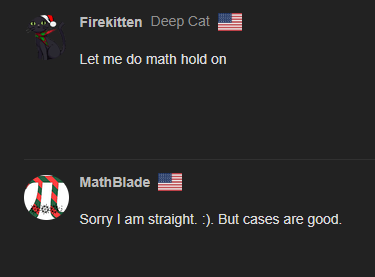 Firekitten Deep Cat
Let me do math hold on
MathBlade
Sorry I am straight. :). But cases are good.